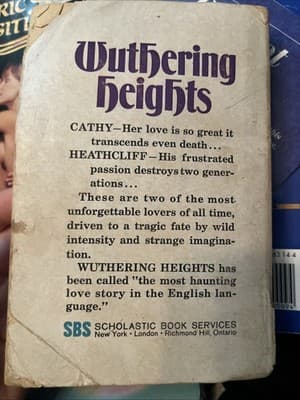 Wuthering
Heights
CATHY—Her love is so great it
transcends even death...
HEATHCLIFF—His frustrated
passion destroys two gener-
ations...
These are two of the most
unforgettable lovers of all time,
driven to a tragic fate by wild
intensity and strange imagina-
tion.
WUTHERING HEIGHTS has
been called "the most haunting
love story in the English lan-
guage."
SBS SCHOLASTIC BOOK SERVICES
New York • London • Richmond Hill, Ontario